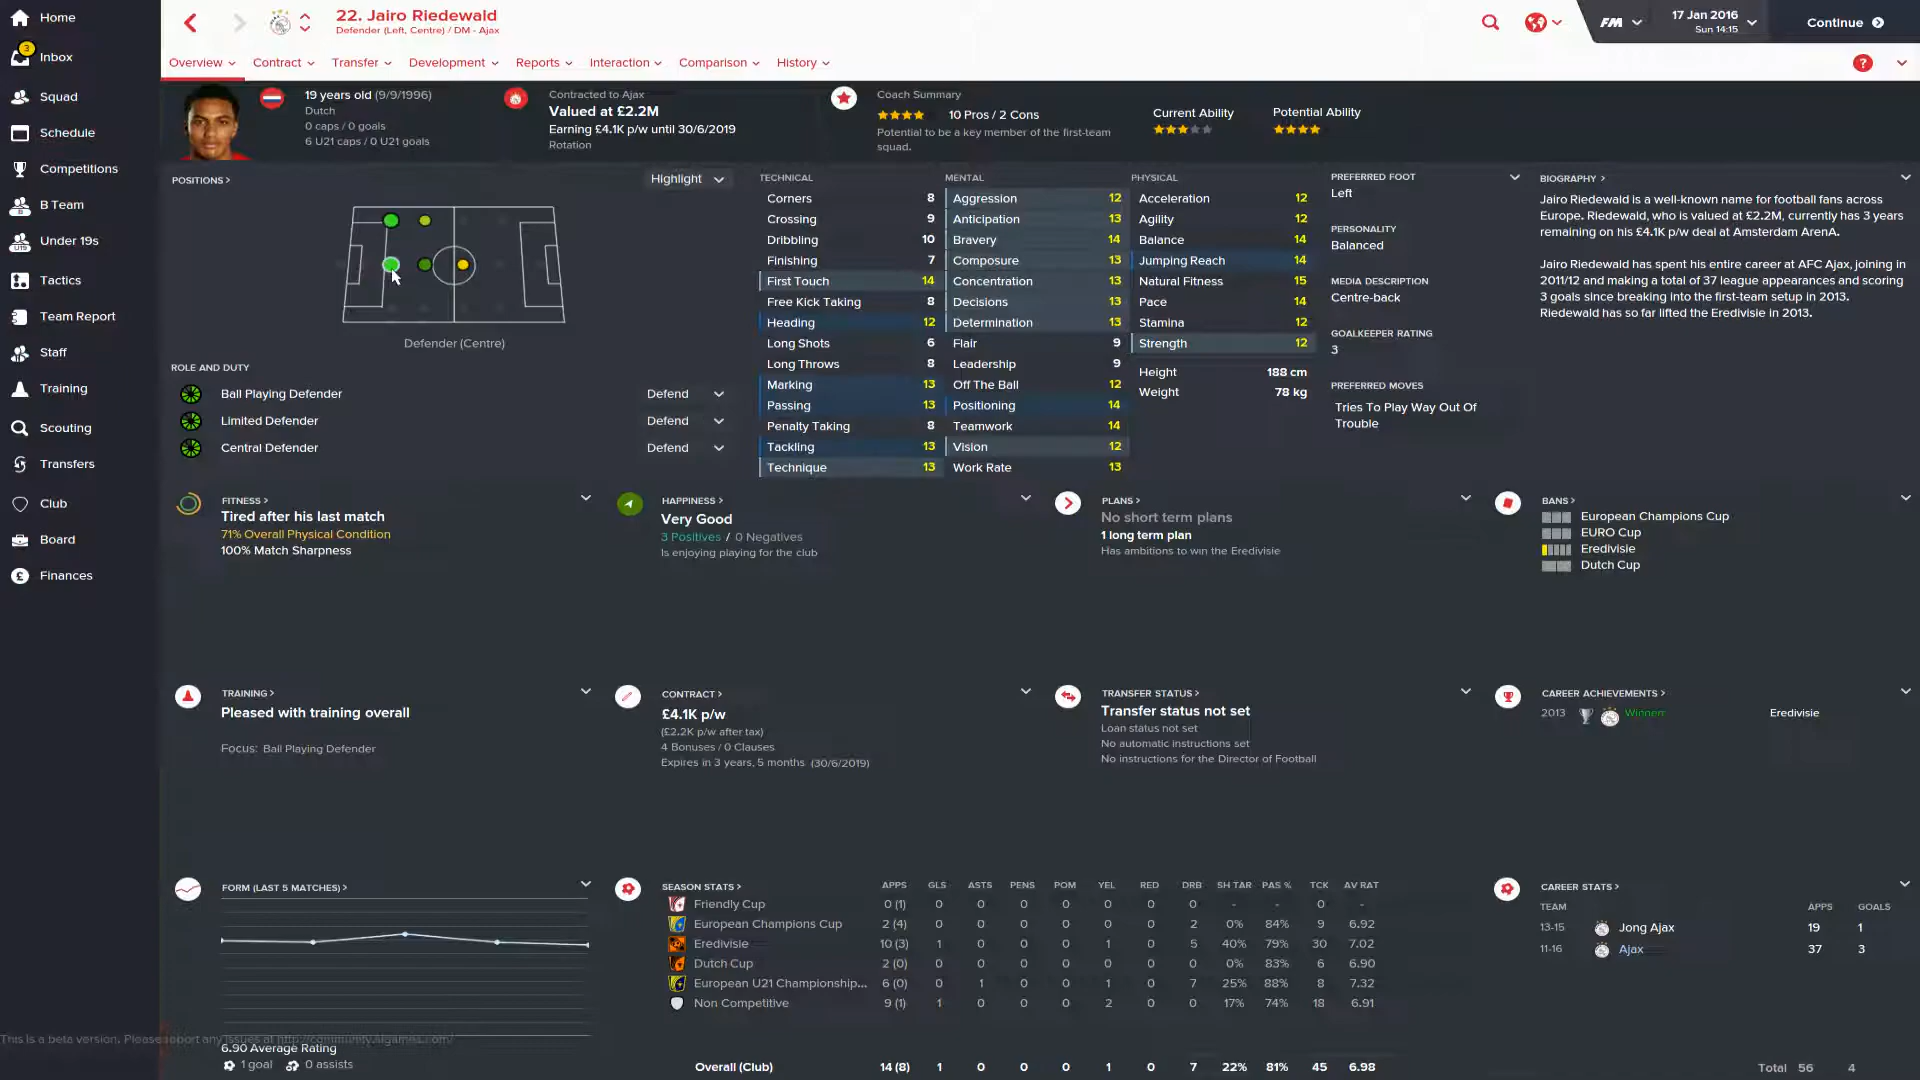 Home
Inbox
3
Squad
Schedule
Competitions
B Team
Under 19s
Tactics
Team Report
Staff
Training
Scouting
Transfers
Club
Board
Finances
22. Jairo Riedewald
Defender (Left, Centre) / DM - Ajax
FM
17 Jan 2016
Sun 14:15
Continue
Overview Contract Transfer Development Reports Interaction Comparison History
?
19 years old (9/9/1996)
Dutch
0 caps / 0 goals
6 U21 caps / 0 U21 goals
Contracted to Ajax
Valued at £2.2M
Earning £4.1K p/w until 30/6/2019
Rotation
Coach Summary
10 Pros / 2 Cons
Potential to be a key member of the first-team
squad.
Current Ability
Potential Ability
POSITIONS >
Highlight
Defender (Centre)
ROLE AND DUTY
Ball Playing Defender Defend
Limited Defender Defend
Central Defender Defend
TECHNICAL
Corners 8
Crossing 9
Dribbling 10
Finishing 7
First Touch 14
Free Kick Taking 8
Heading 12
Long Shots 6
Long Throws 8
Marking 13
Passing 13
Penalty Taking 8
Tackling 13
Technique 13
MENTAL
Aggression 12
Anticipation 13
Bravery 14
Composure 13
Concentration 13
Decisions 13
Determination 13
Flair 9
Leadership 9
Off The Ball 12
Positioning 14
Teamwork 14
Vision 12
Work Rate 13
PHYSICAL
Acceleration 12
Agility 12
Balance 14
Jumping Reach 14
Natural Fitness 15
Pace 14
Stamina 12
Strength 12
Height 188 cm
Weight 78 kg
PREFERRED FOOT
Left
PERSONALITY
Balanced
MEDIA DESCRIPTION
Centre-back
GOALKEEPER RATING
3
PREFERRED MOVES
Tries To Play Way Out Of
Trouble
BIOGRAPHY >
Jairo Riedewald is a well-known name for football fans across
Europe. Riedewald, who is valued at £2.2M, currently has 3 years
remaining on his £4.1K p/w deal at Amsterdam ArenA.
Jairo Riedewald has spent his entire career at AFC Ajax, joining in
2011/12 and making a total of 37 league appearances and scoring
3 goals since breaking into the first-team setup in 2013.
Riedewald has so far lifted the Eredivisie in 2013.
FITNESS >
Tired after his last match
71% Overall Physical Condition
100% Match Sharpness
HAPPINESS >
Very Good
3 Positives / 0 Negatives
Is enjoying playing for the club
PLANS >
No short term plans
1 long term plan
Has ambitions to win the Eredivisie
BANS >
European Champions Cup
EURO Cup
Eredivisie
Dutch Cup
TRAINING >
Pleased with training overall
Focus: Ball Playing Defender
CONTRACT >
£4.1K p/w
(£2.2K p/w after tax)
4 Bonuses / 0 Clauses
Expires in 3 years, 5 months (30/6/2019)
TRANSFER STATUS >
Transfer status not set
Loan status not set
No automatic instructions set
No instructions for the Director of Football
CAREER ACHIEVEMENTS >
2013 Winner Eredivisie
FORM (LAST 5 MATCHES) >
This is a beta version. Please report any issues at http://community.sigames.com/
6.90 Average Rating
1 goal 0 assists
SEASON STATS > APPS GLS ASTS PENS POM YEL RED DRB SH TAR PAS % TCK AV RAT
Friendly Cup 0 (1) 0 0 0 0 0 0 0 - - 0 -
European Champions Cup 2 (4) 0 0 0 0 0 0 2 0% 84% 9 6.92
Eredivisie 10 (3) 1 0 0 0 1 0 5 40% 79% 30 7.02
Dutch Cup 2 (0) 0 0 0 0 0 0 0 0% 83% 6 6.90
European U21 Championship... 6 (0) 0 1 0 0 1 0 7 25% 88% 8 7.32
Non Competitive 9 (1) 1 0 0 0 2 0 0 17% 74% 18 6.91
Overall (Club) 14 (8) 1 0 0 0 1 0 7 22% 81% 45 6.98
CAREER STATS >
TEAM APPS GOALS
13-15 Jong Ajax 19 1
11-16 Ajax 37 3
Total 56 4